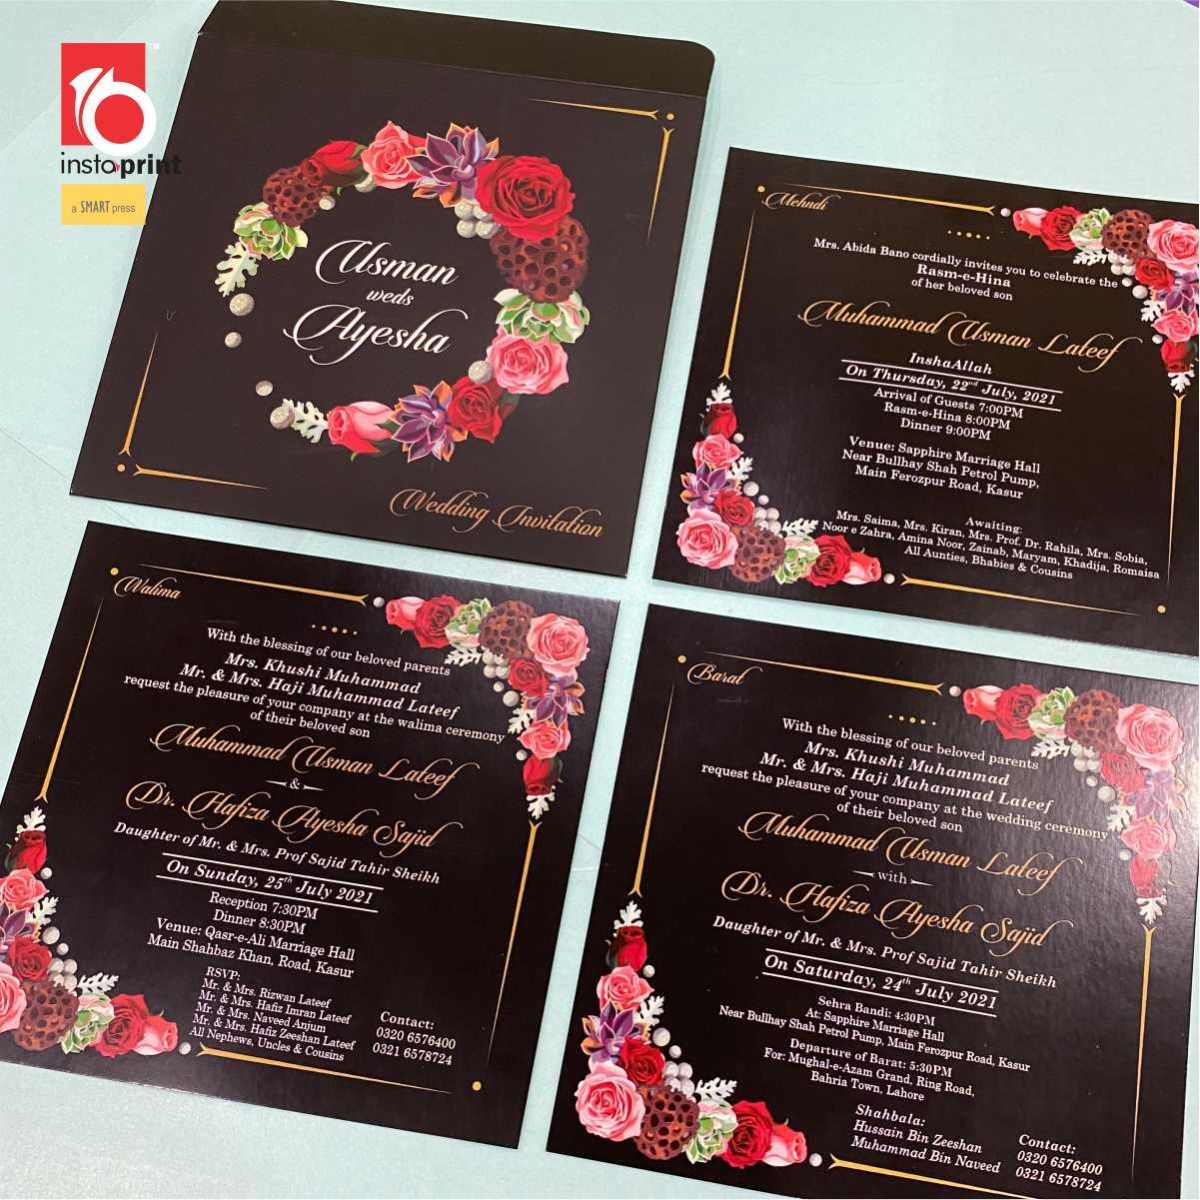 instaprint
a SMART press
Usman
weds
Ayesha
Wedding Invitation
Mehndi
Mrs. Abida Bano cordially invites you to celebrate the
Rasm-e-Hina
of her beloved son
Muhammad Usman Lateef
InshaAllah
On Thursday, 22nd July, 2021
Arrival of Guests 7:00PM
Rasm-e-Hina 8:00PM
Dinner 9:00PM
Venue: Sapphire Marriage Hall
Near Bullhay Shah Petrol Pump,
Main Ferozpur Road, Kasur
Awaiting:
Mrs. Saima, Mrs. Kiran, Mrs. Prof. Dr. Rahila, Mrs. Sobia,
Noor e Zahra, Amina Noor, Zainab, Maryam, Khadija, Romaisa
All Aunties, Bhabies & Cousins
Walima
With the blessing of our beloved parents
Mrs. Khushi Muhammad
Mr. & Mrs. Haji Muhammad Lateef
request the pleasure of your company at the walima ceremony
of their beloved son
Muhammad Usman Lateef
&
Dr. Hafiza Ayesha Sajid
Daughter of Mr. & Mrs. Prof Sajid Tahir Sheikh
On Sunday, 25th July 2021
Reception 7:30PM
Dinner 8:30PM
Venue: Qasr-e-Ali Marriage Hall
Main Shahbaz Khan, Road, Kasur
RSVP:
Mr. & Mrs. Rizwan Lateef
Mr. & Mrs. Hafiz Imran Lateef
Mr. & Mrs. Naveed Anjum
Mr. & Mrs. Hafiz Zeeshan Lateef
All Nephews, Uncles & Cousins
Contact:
0320 6576400
0321 6578724
Barat
With the blessing of our beloved parents
Mrs. Khushi Muhammad
Mr. & Mrs. Haji Muhammad Lateef
request the pleasure of your company at the wedding ceremony
of their beloved son
Muhammad Usman Lateef
with
Dr. Hafiza Ayesha Sajid
Daughter of Mr. & Mrs. Prof Sajid Tahir Sheikh
On Saturday, 24th July 2021
Sehra Bandi: 4:30PM
At: Sapphire Marriage Hall
Near Bullhay Shah Petrol Pump, Main Ferozpur Road, Kasur
Departure of Barat: 5:30PM
For: Mughal-e-Azam Grand, Ring Road,
Bahria Town, Lahore
Shahbala:
Hussain Bin Zeeshan
Muhammad Bin Naveed
Contact:
0320 6576400
0321 6578724